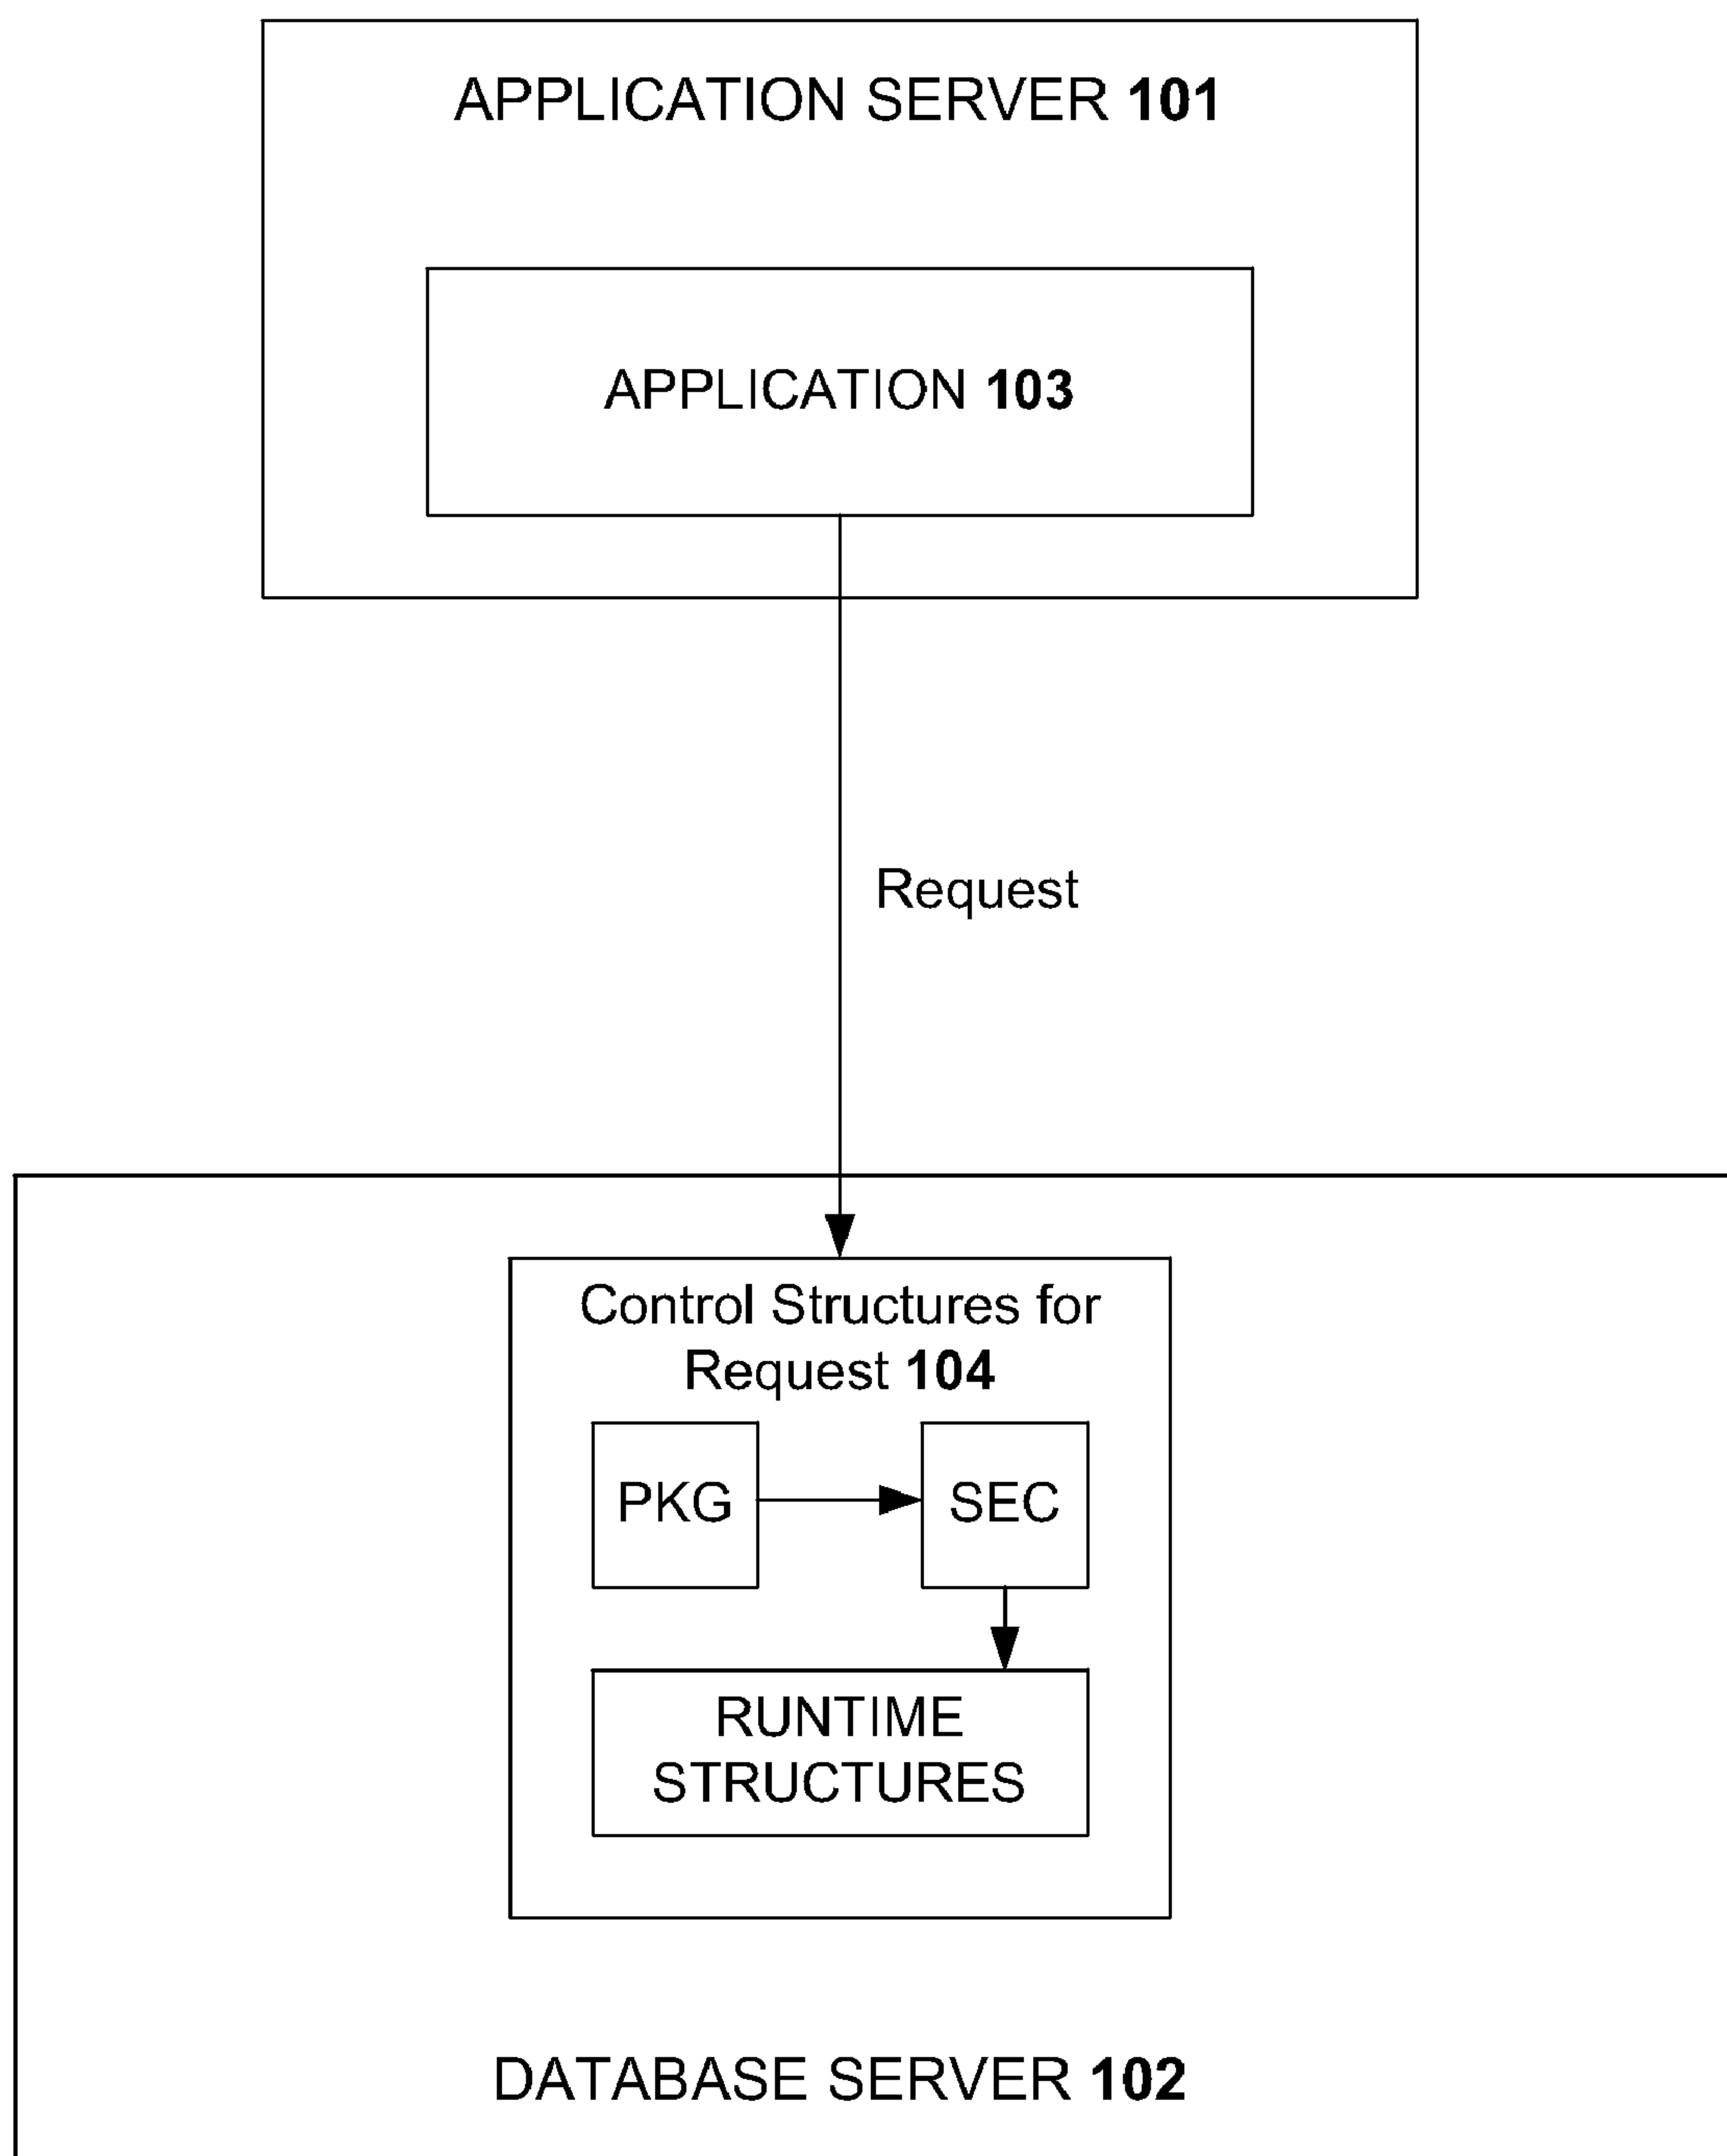 APPLICATION SERVER 101
APPLICATION 103
Request
Control Structures for
Request 104
PKG
SEC
RUNTIME
STRUCTURES
DATABASE SERVER 102